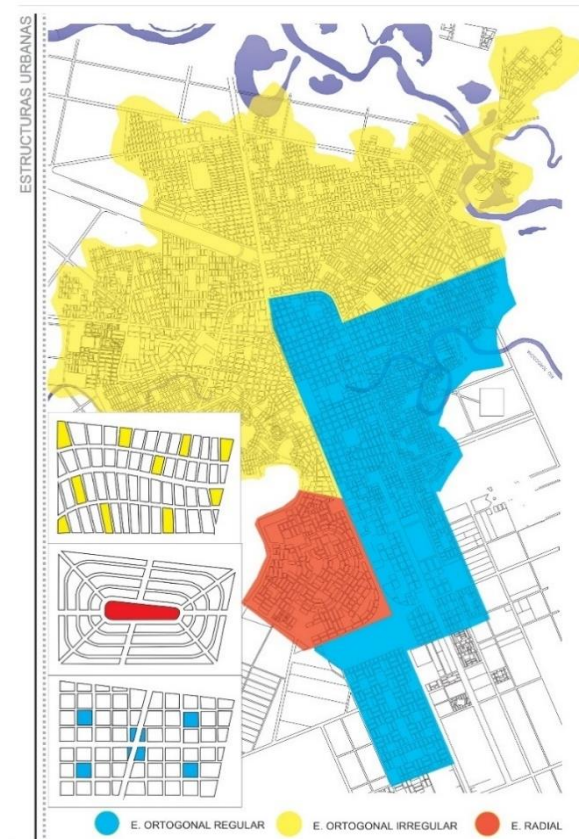 ESTRUCTURAS URBANAS
E. ORTOGONAL REGULAR
E. ORTOGONAL IRREGULAR
E. RADIAL